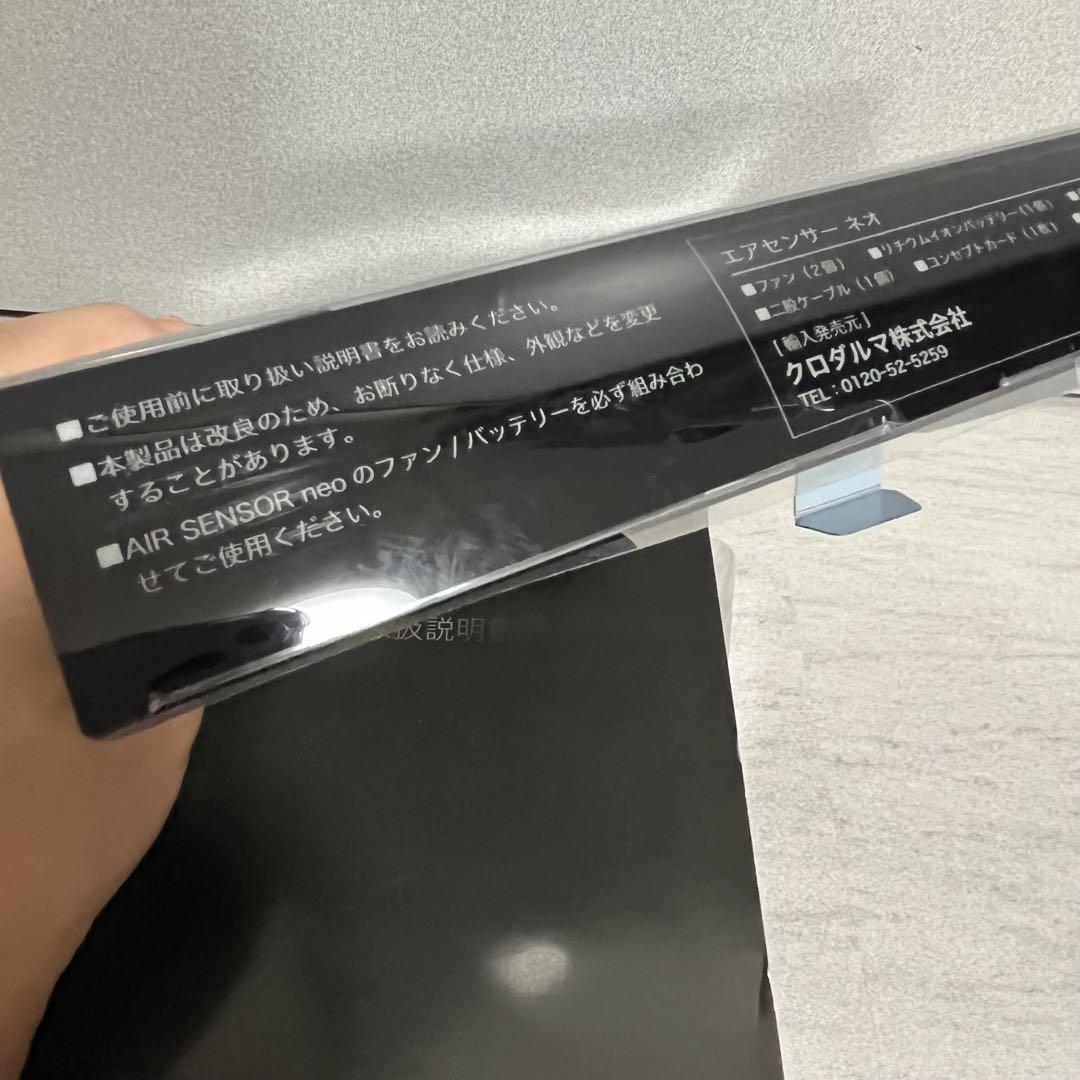 ■ご使用前に取り扱い説明書をお読みください。
■本製品は改良のため、お断りなく仕様、外観などを変更
することがあります。
■AIR SENSOR neoのファン/バッテリーを必ず組み合わ
せてご使用ください。
エアセンサー ネオ
■ファン（2個） ■リチウムイオンバッテリー（1個）
■二股ケーブル（1個） ■コンセプトカード（1枚）
［輸入発売元］
クロダルマ株式会社
TEL：0120-52-5259
扱説明